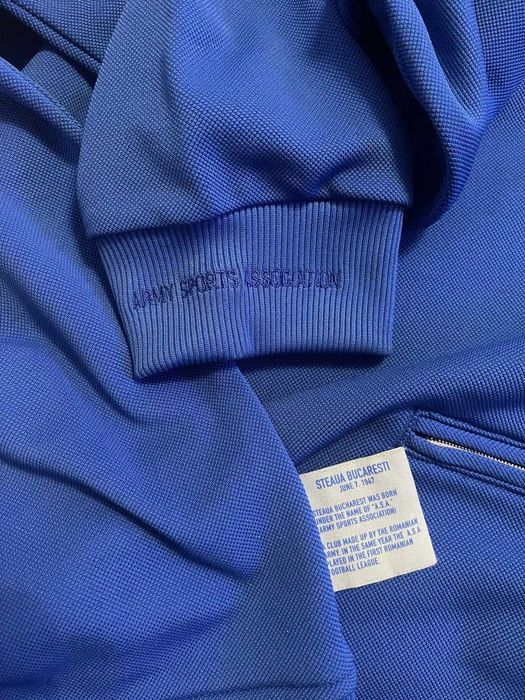 ARMY SPORTS ASSOCIATION
STEAUA BUCARESTI
JUNE 7. 1947
STEAUA BUCHAREST WAS BORN
UNDER THE NAME OF "A.S.A."
(ARMY SPORTS ASSOCIATION)
A CLUB MADE UP BY THE ROMANIAN
ARMY. IN THE SAME YEAR THE A.S.A
PLAYED IN THE FIRST ROMANIAN
FOOTBALL LEAGUE.